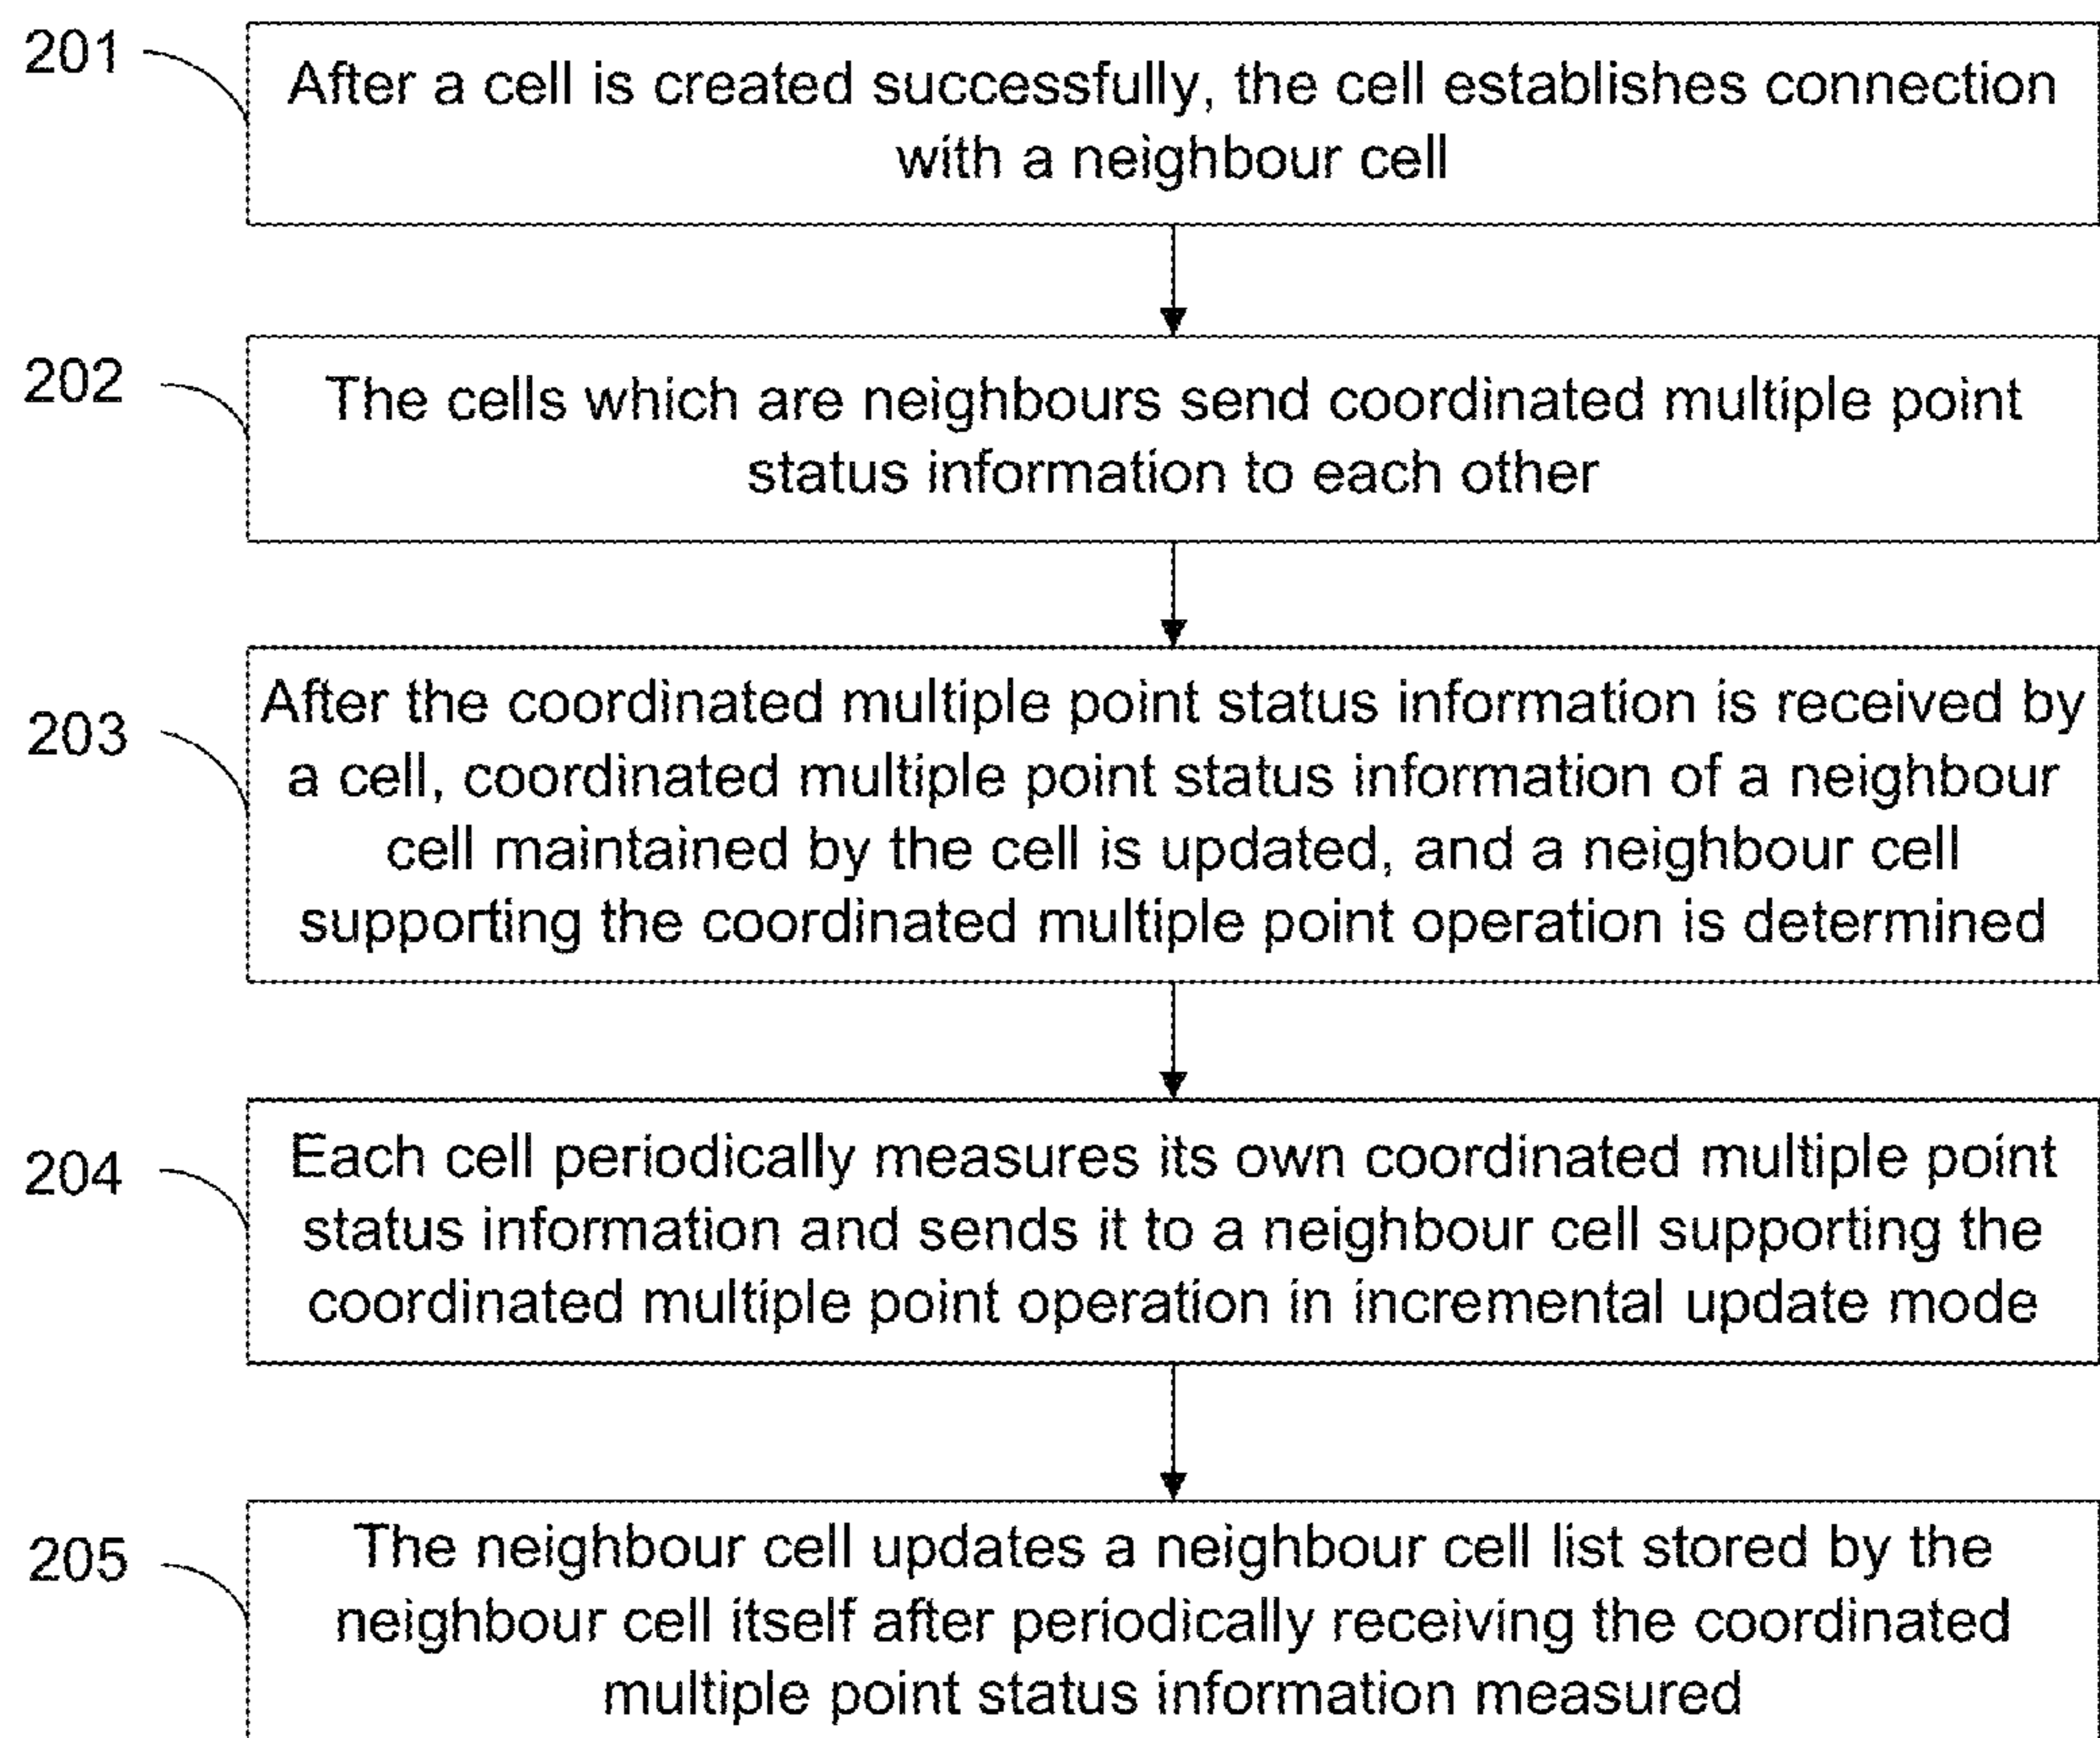 201
After a cell is created successfully, the cell establishes connection
with a neighbour cell
202
The cells which are neighbours send coordinated multiple point
status information to each other
203
After the coordinated multiple point status information is received by
a cell, coordinated multiple point status information of a neighbour
cell maintained by the cell is updated, and a neighbour cell
supporting the coordinated multiple point operation is determined
204
Each cell periodically measures its own coordinated multiple point
status information and sends it to a neighbour cell supporting the
coordinated multiple point operation in incremental update mode
205
The neighbour cell updates a neighbour cell list stored by the
neighbour cell itself after periodically receiving the coordinated
multiple point status information measured